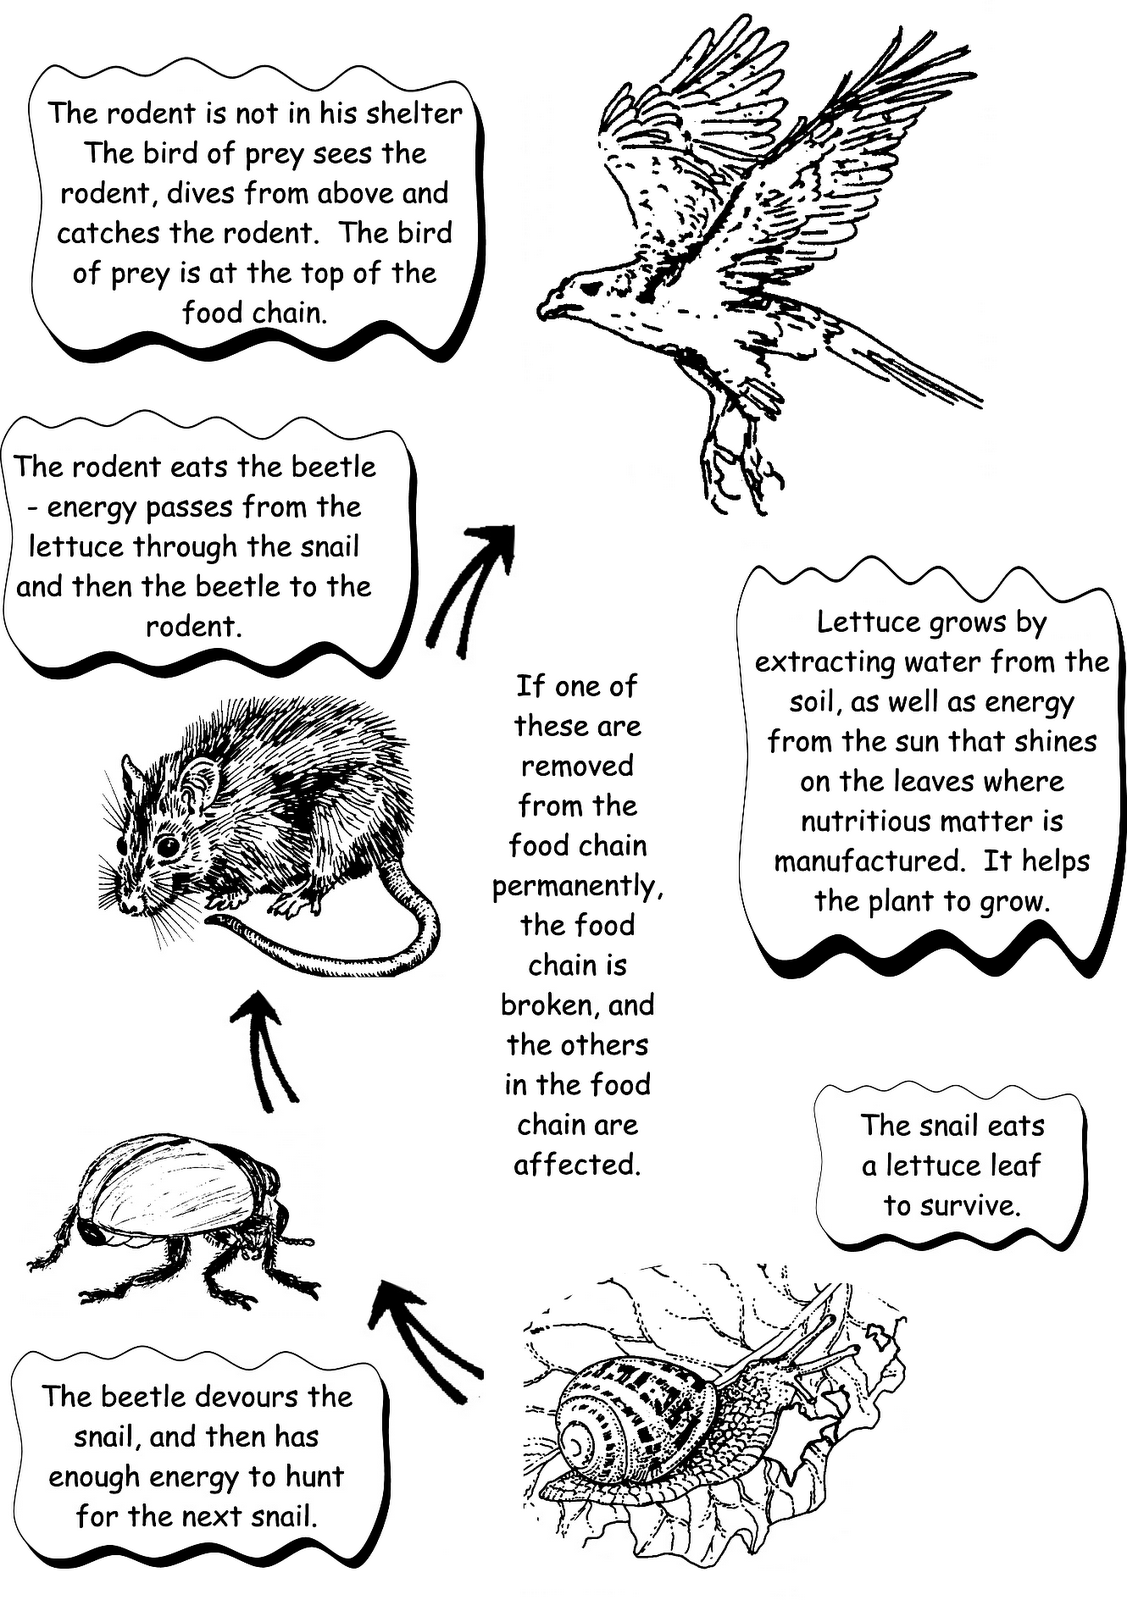 The rodent is not in his shelter
The bird of prey sees the
rodent, dives from above and
catches the rodent.  The bird
of prey is at the top of the
food chain.
The rodent eats the beetle
- energy passes from the
lettuce through the snail
and then the beetle to the
rodent.
If one of
these are
removed
from the
food chain
permanently,
the food
chain is
broken, and
the others
in the food
chain are
affected.
Lettuce grows by
extracting water from the
soil, as well as energy
from the sun that shines
on the leaves where
nutritious matter is
manufactured.  It helps
the plant to grow.
The snail eats
a lettuce leaf
to survive.
The beetle devours the
snail, and then has
enough energy to hunt
for the next snail.